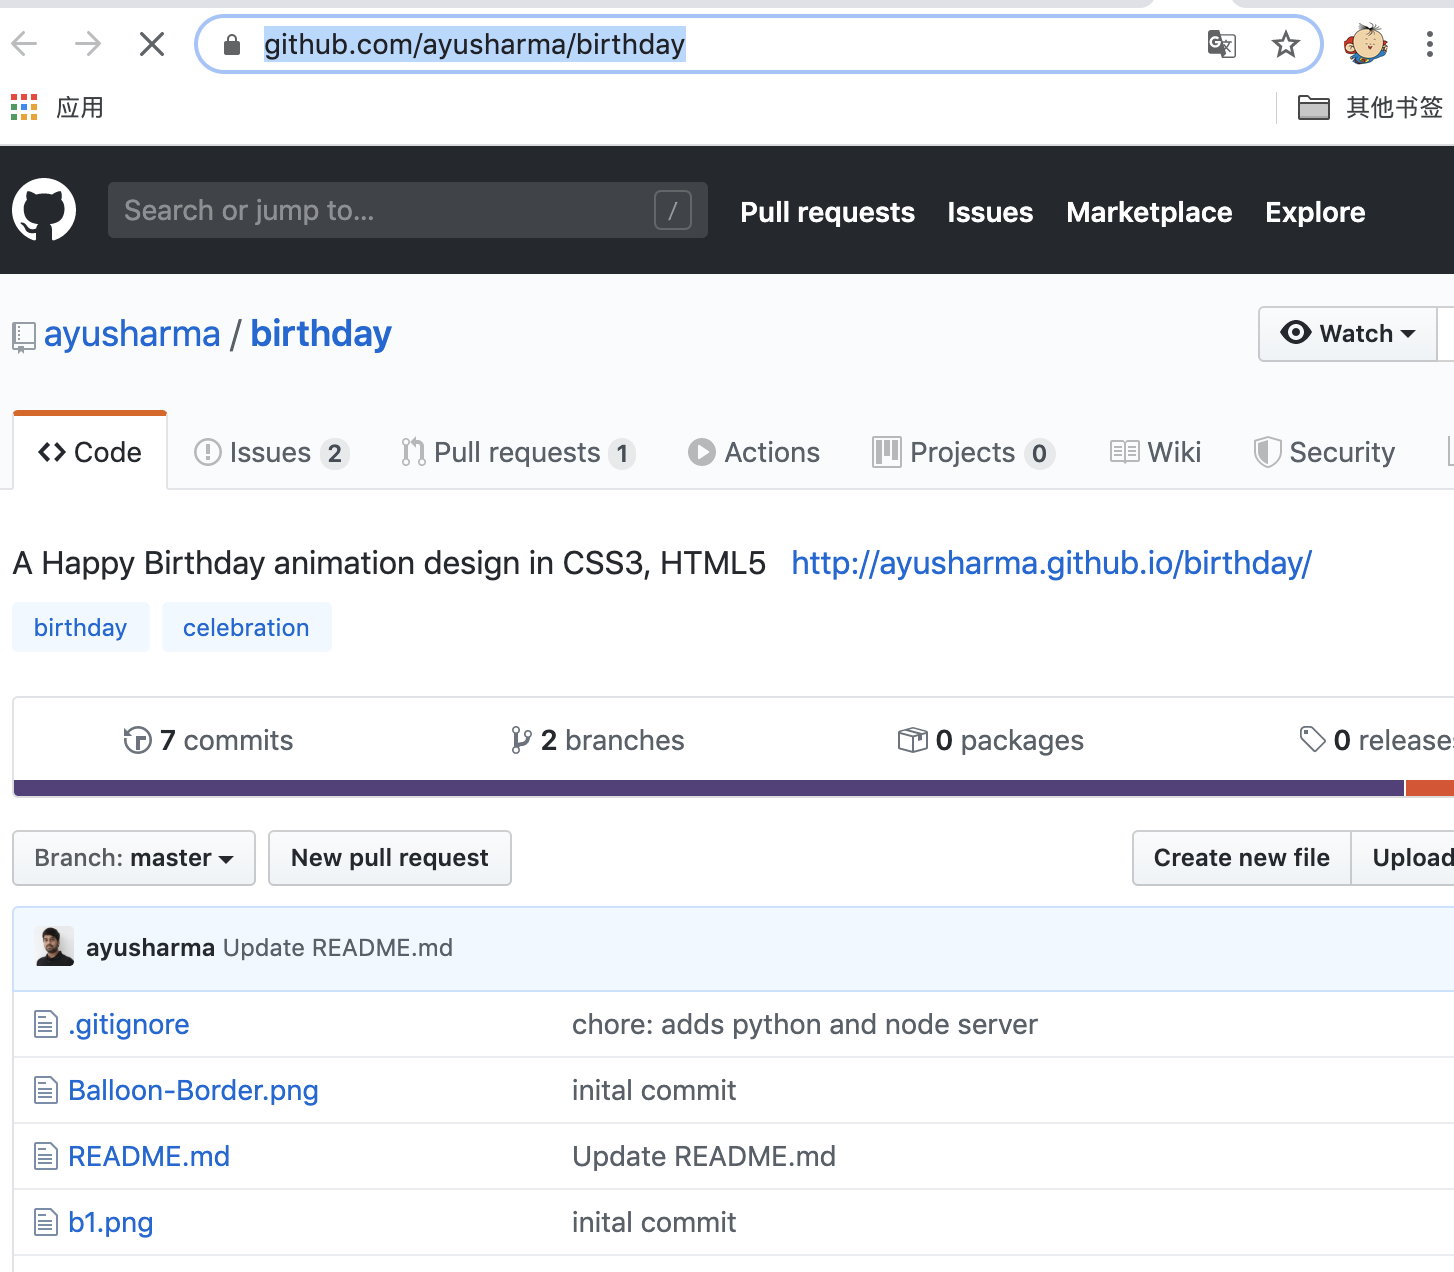 github.com/ayusharma/birthday
应用
其他书签
Search or jump to... /
Pull requests Issues Marketplace Explore
ayusharma / birthday
Watch
Code Issues 2 Pull requests 1 Actions Projects 0 Wiki Security
A Happy Birthday animation design in CSS3, HTML5 http://ayusharma.github.io/birthday/
birthday celebration
7 commits 2 branches 0 packages 0 release
Branch: master New pull request Create new file Upload
ayusharma Update README.md
.gitignore chore: adds python and node server
Balloon-Border.png inital commit
README.md Update README.md
b1.png inital commit